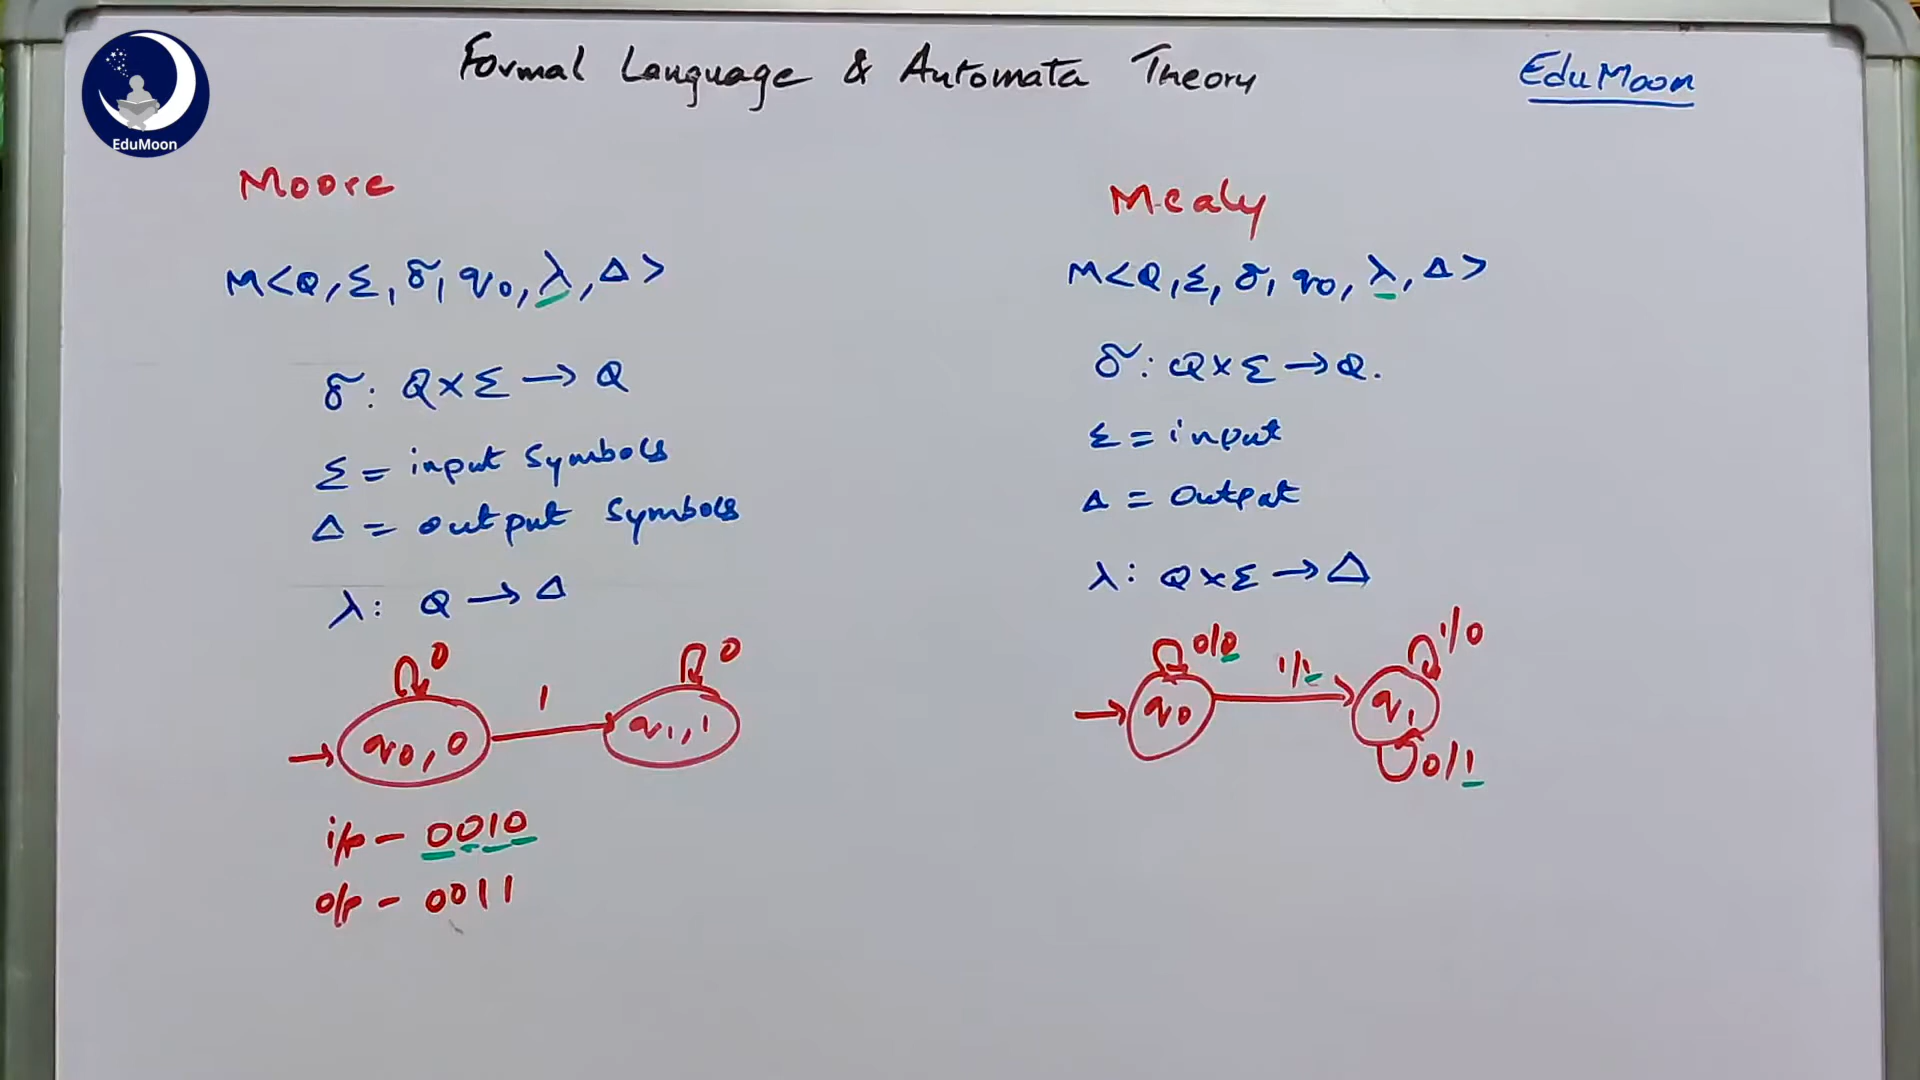 Formal Language & Automata Theory
EduMoon
EduMoon
Moore
M<Q, Σ, δ, q0, λ, Δ>
δ: Q×Σ → Q
Σ = input symbols
Δ = output symbols
λ: Q → Δ
0
0
1
q0, 0
q1, 1
i/p - 0010
o/p - 0011
Mealy
M<Q, Σ, δ, q0, λ, Δ>
δ: Q×Σ → Q.
Σ = input
Δ = output
λ: Q×Σ → Δ
0/0
1/1
1/0
q0
q1
0/1